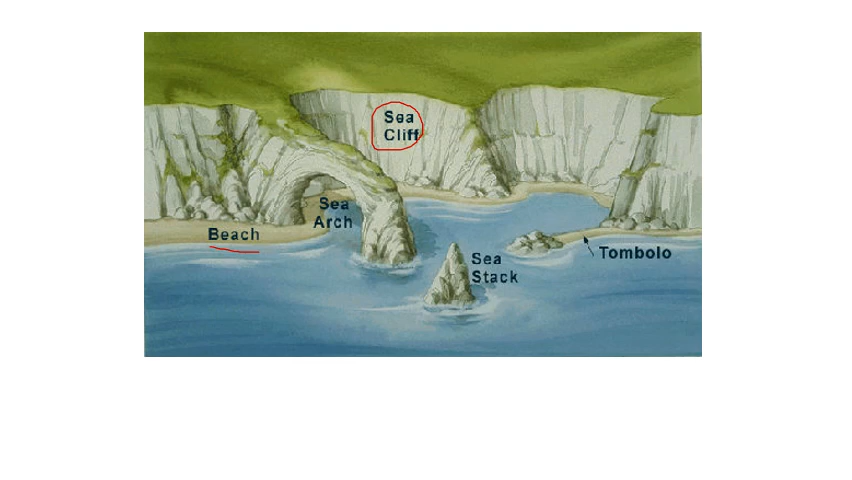 Sea
Cliff
Sea
Arch
Beach
Sea
Stack
Tombolo